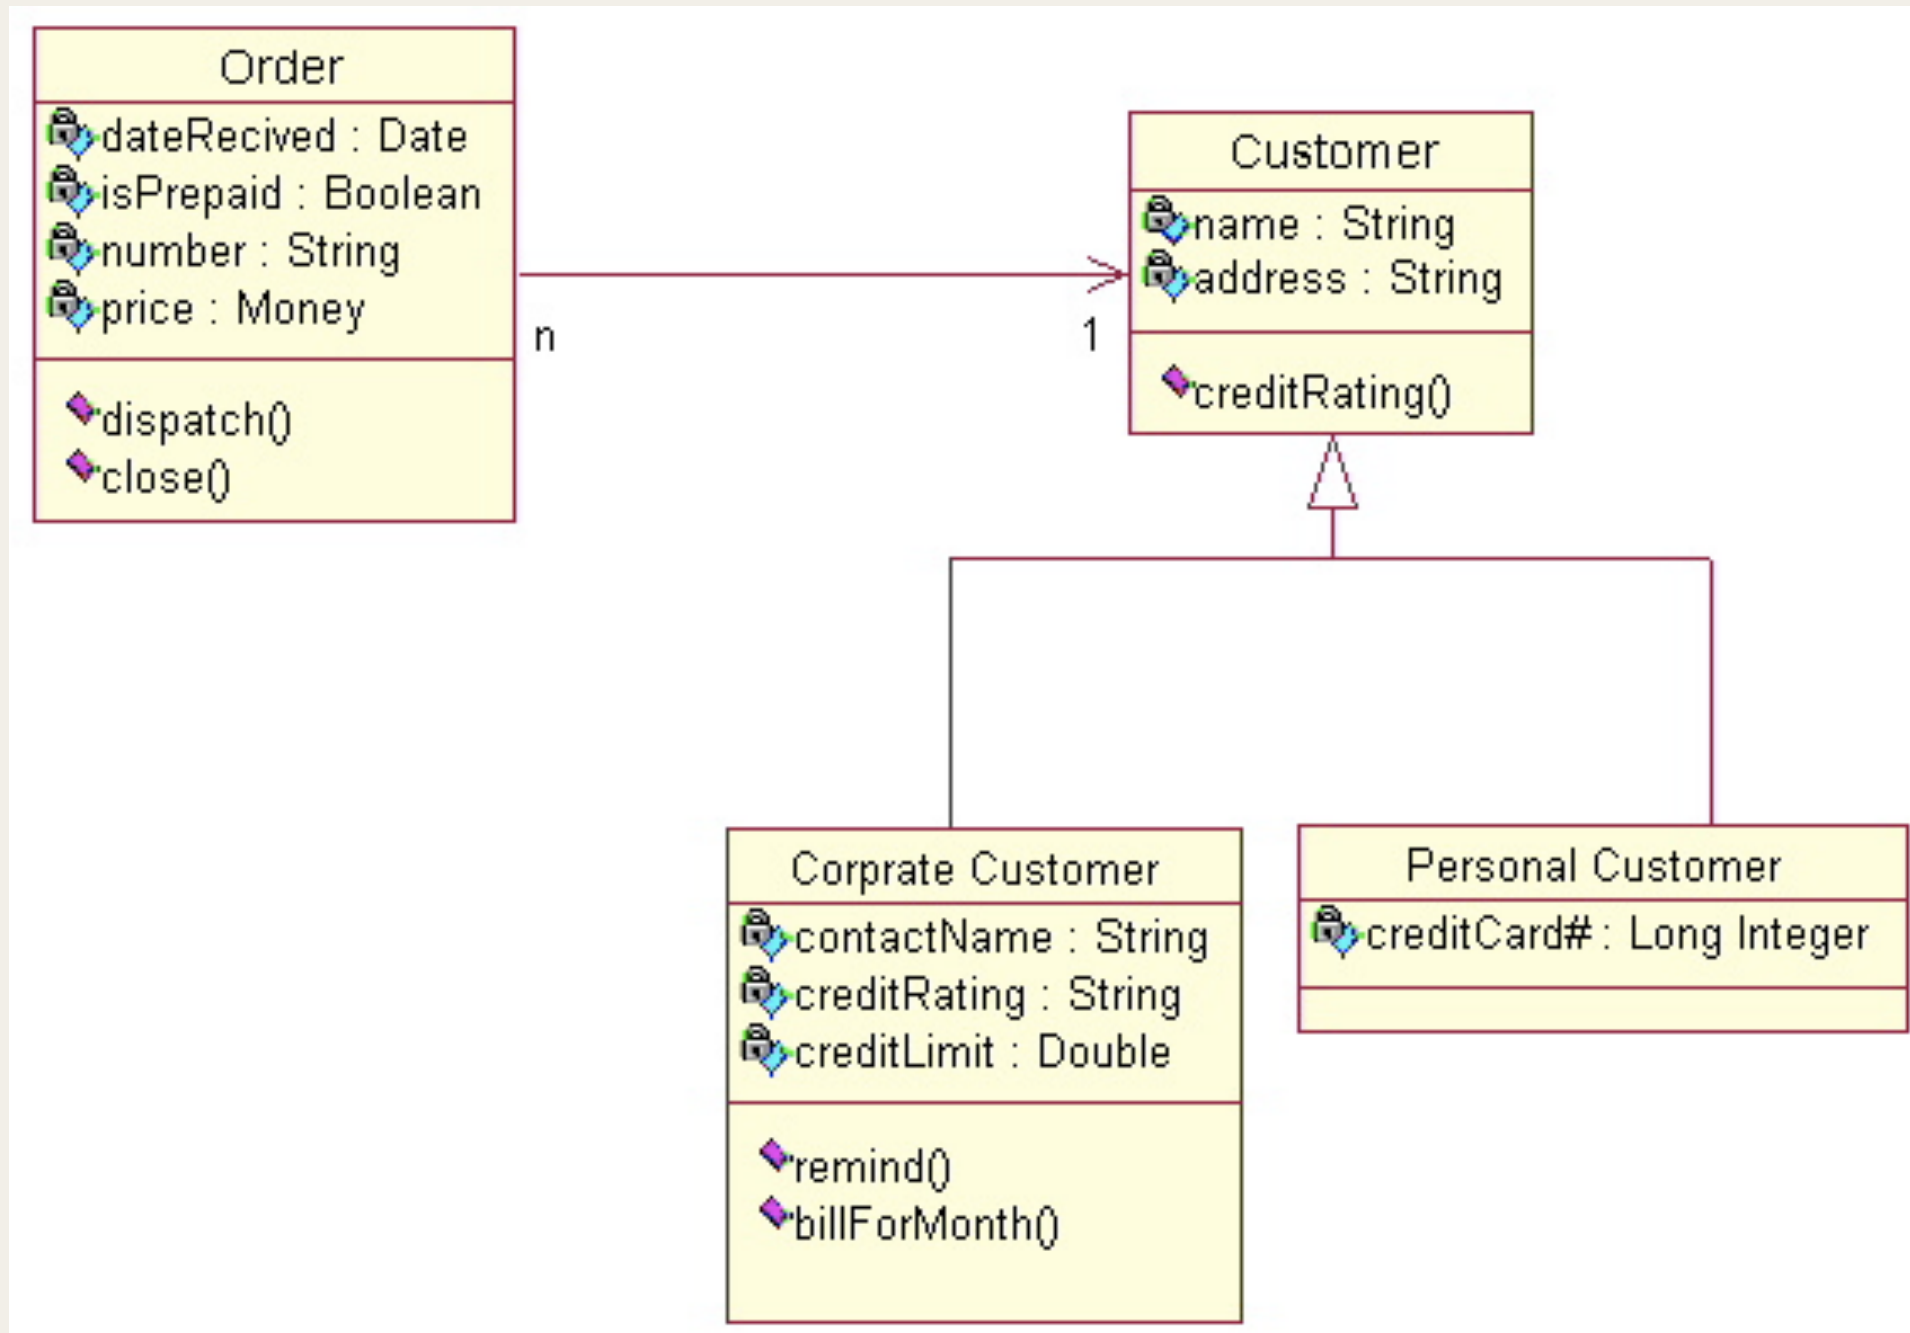 Order
dateRecived : Date
isPrepaid : Boolean
number : String
price : Money
dispatch()
close()
n
1
Customer
name : String
address : String
creditRating()
Corprate Customer
contactName : String
creditRating : String
creditLimit : Double
remind()
billForMonth()
Personal Customer
creditCard# : Long Integer